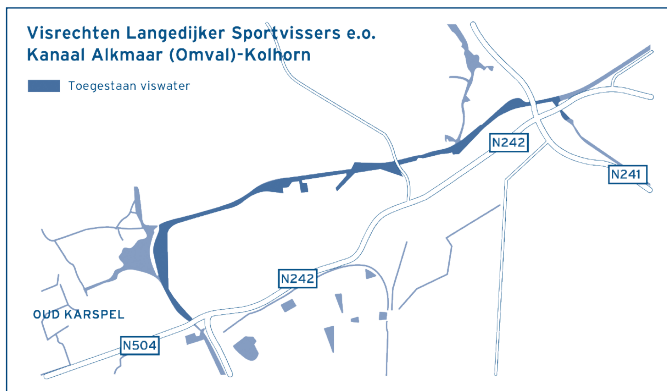 Visrechten Langedijker Sportvissers e.o.
Kanaal Alkmaar (Omval)-Kolhorn
Toegestaan viswater
N242
N241
N242
OUD KARSPEL
N504